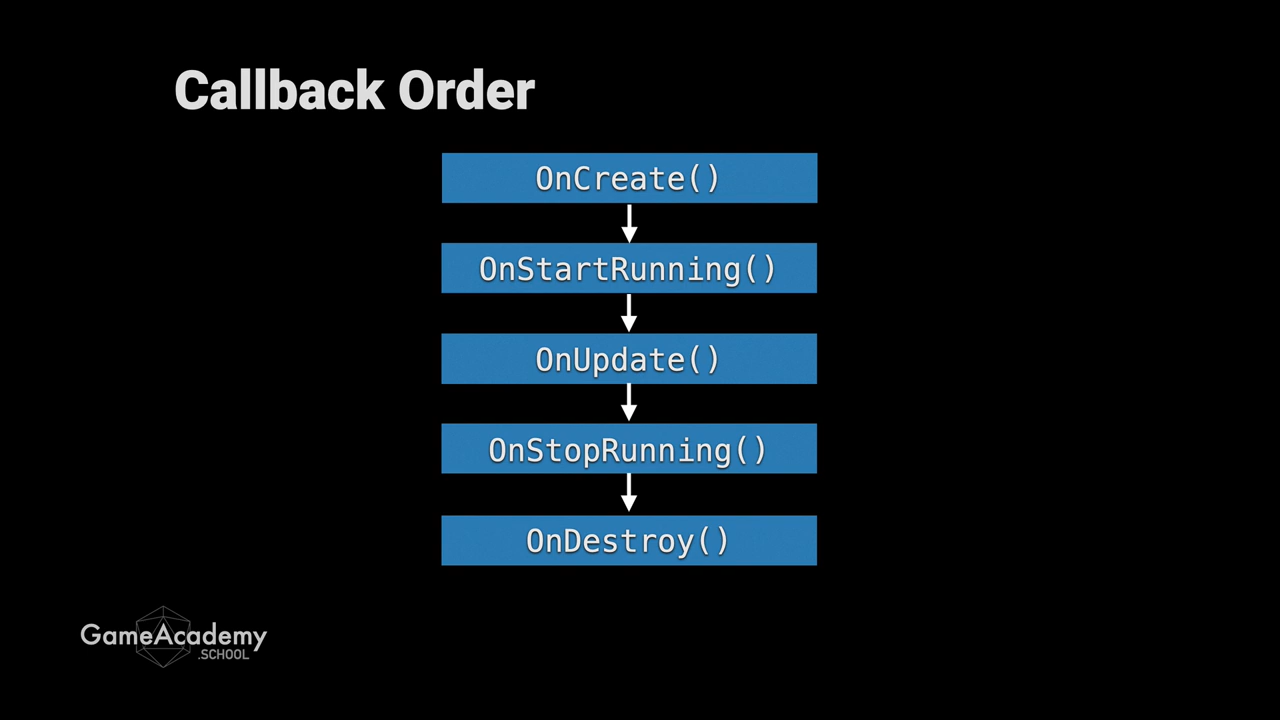 Callback Order
OnCreate()
OnStartRunning()
OnUpdate()
OnStopRunning()
OnDestroy()
GameAcademy
.SCHOOL